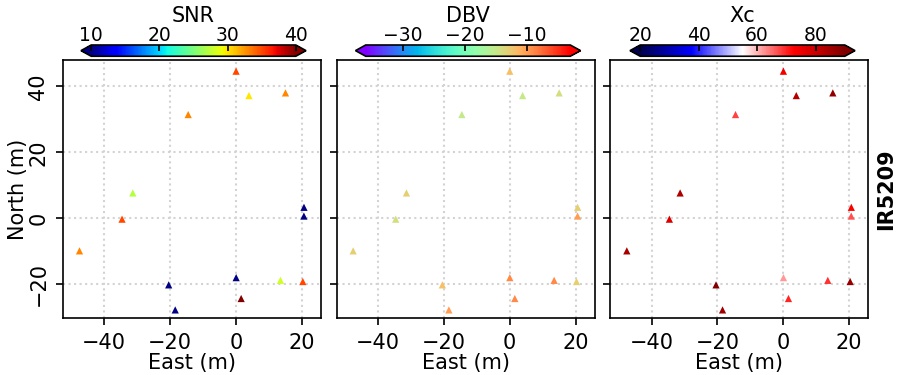 SNR DBV Xc
10 20 30 40 −30 −20 −10 20 40 60 80
40
20
0
−20
North (m)
IR5209
−40 −20 0 20 −40 −20 0 20 −40 −20 0 20
East (m) East (m) East (m)